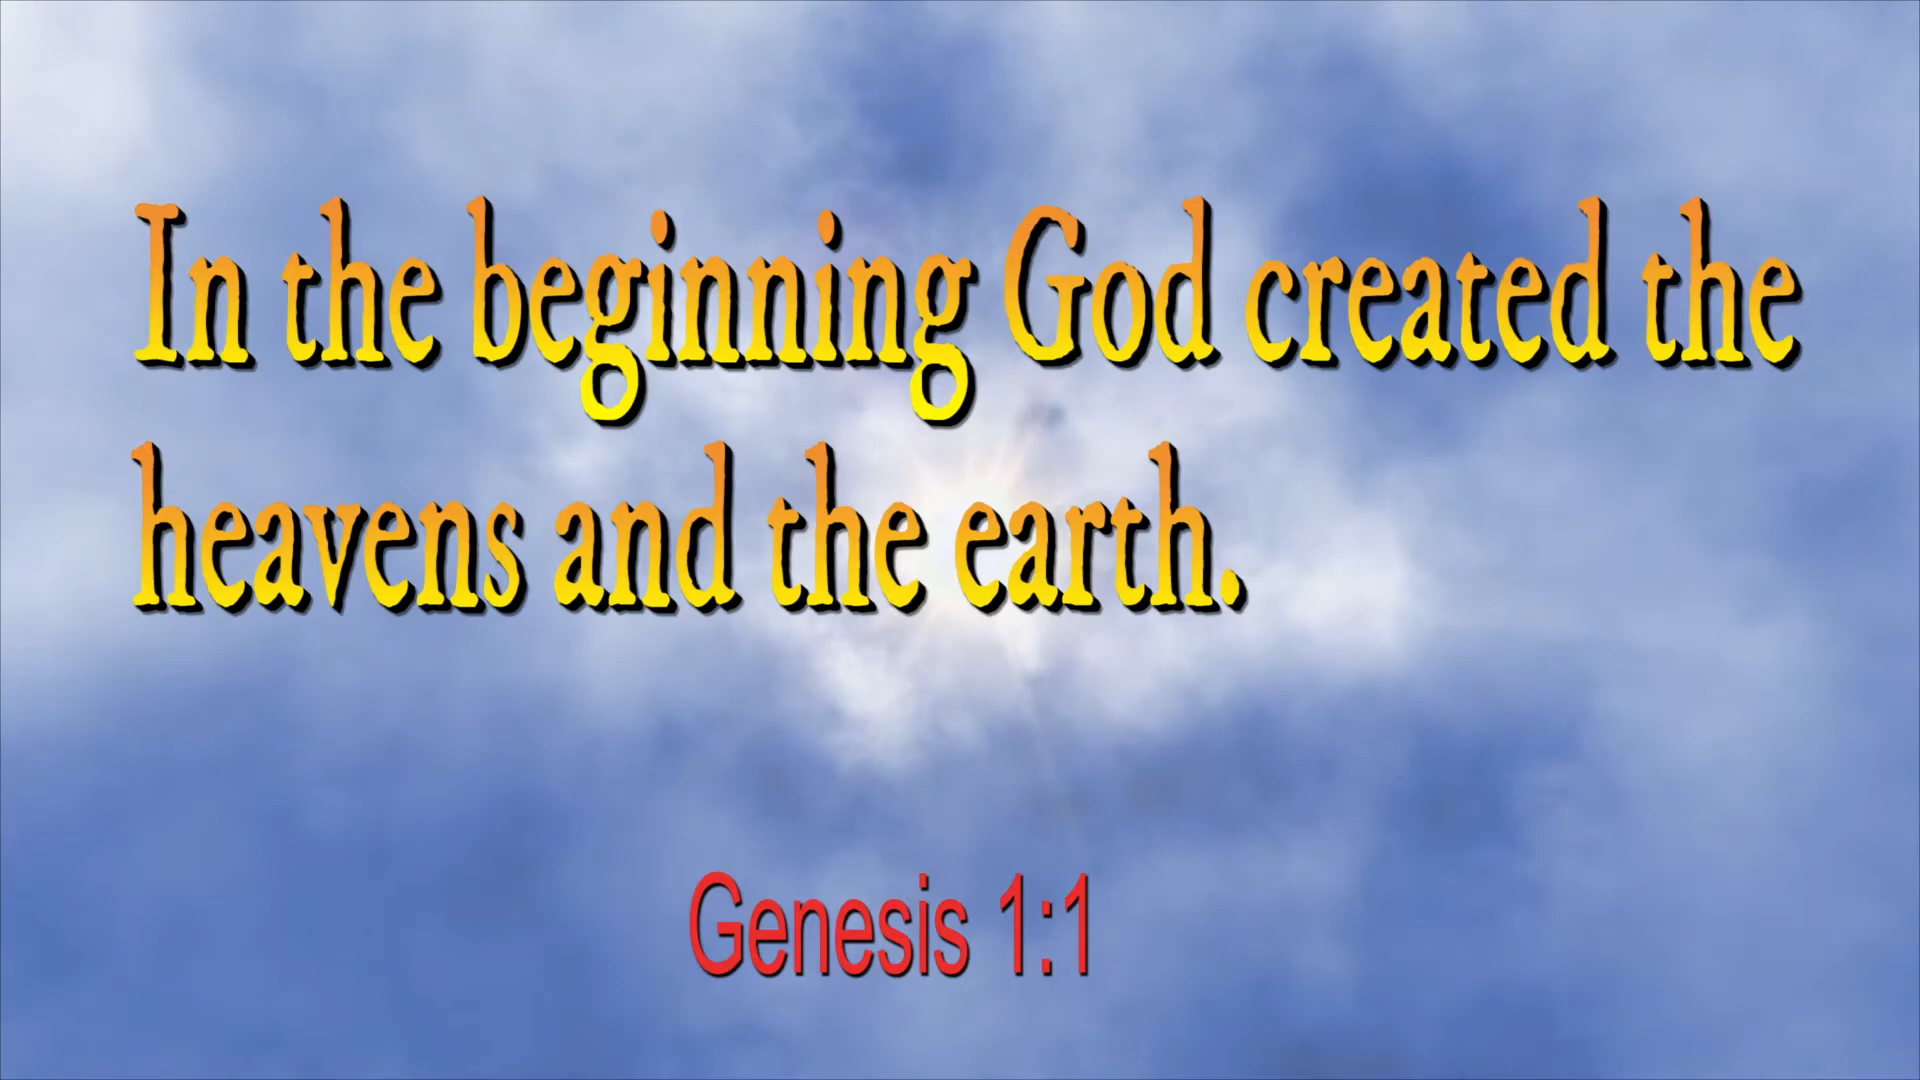 In the beginning God created the
heavens and the earth.
Genesis 1:1